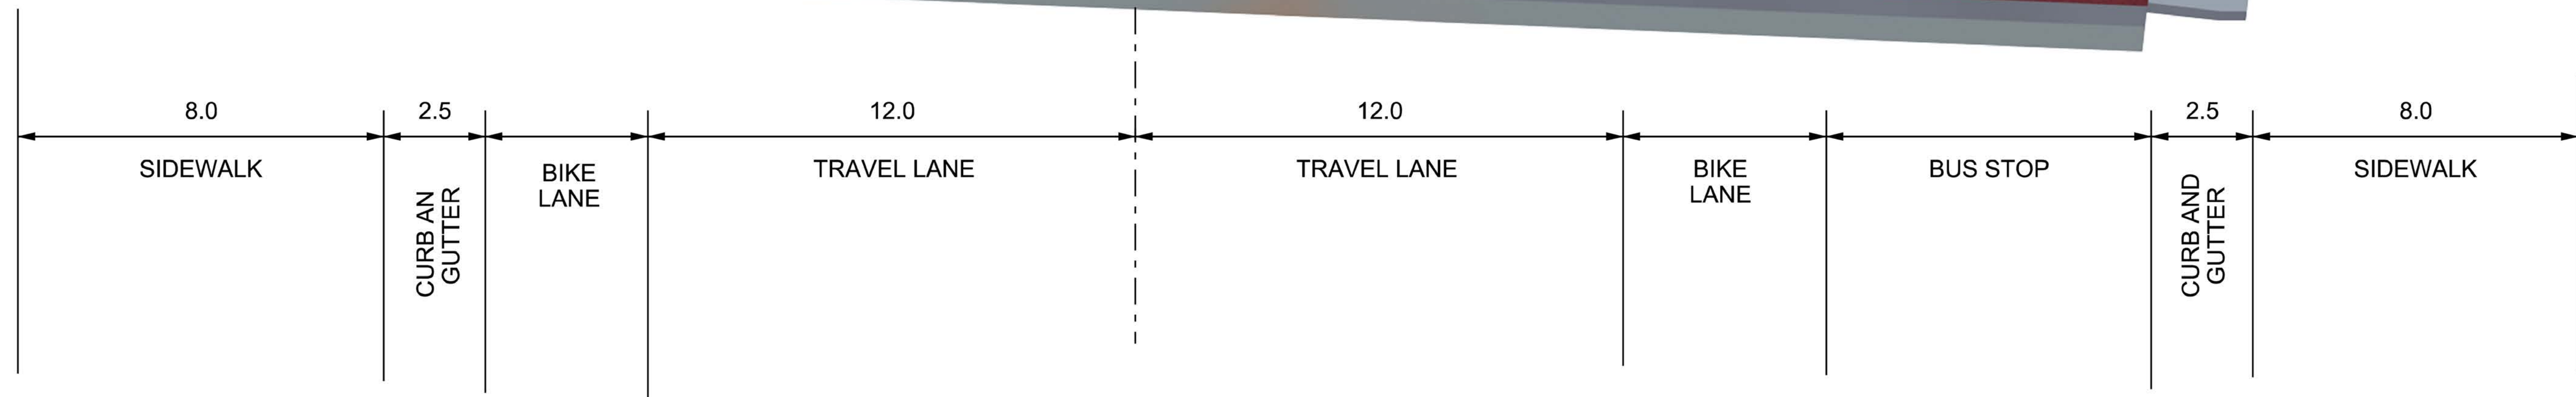 8.0
2.5
12.0
12.0
2.5
8.0
SIDEWALK
CURB AN
GUTTER
BIKE
LANE
TRAVEL LANE
TRAVEL LANE
BIKE
LANE
BUS STOP
CURB AND
GUTTER
SIDEWALK